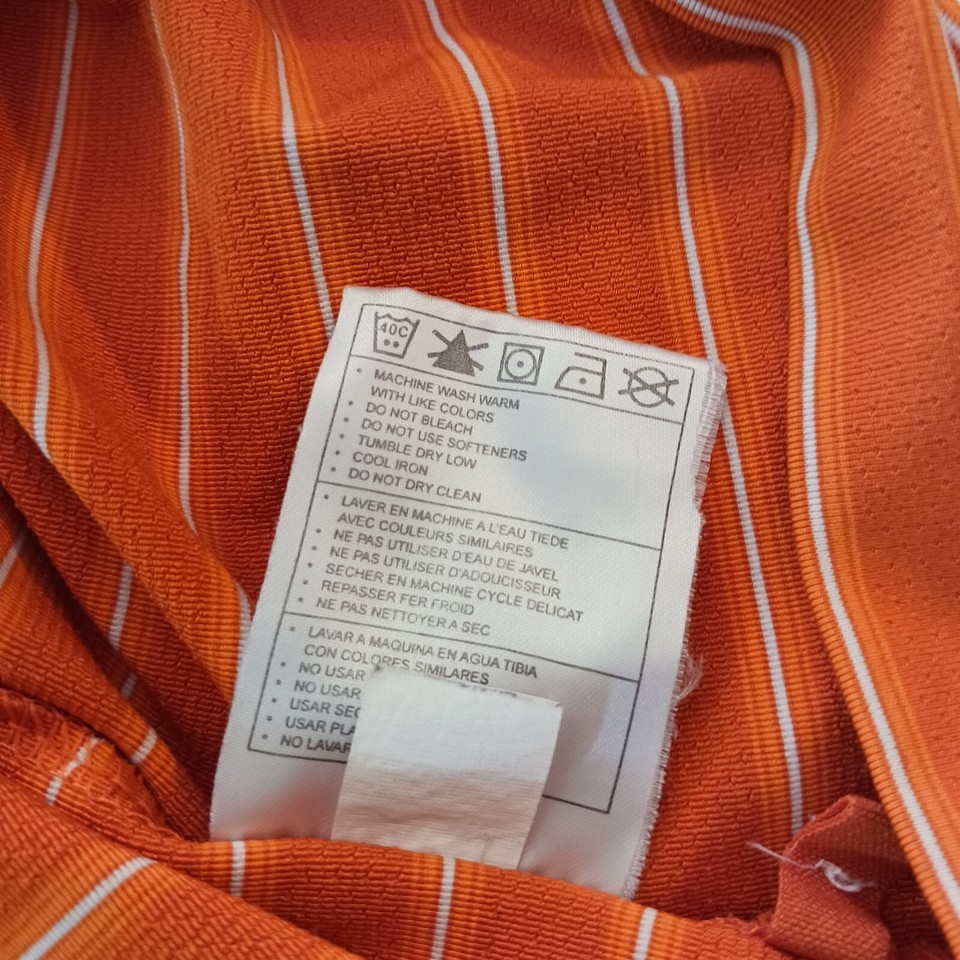 40C
• MACHINE WASH WARM
WITH LIKE COLORS
• DO NOT BLEACH
• DO NOT USE SOFTENERS
• TUMBLE DRY LOW
• COOL IRON
• DO NOT DRY CLEAN
• LAVER EN MACHINE A L'EAU TIEDE
AVEC COULEURS SIMILAIRES
• NE PAS UTILISER D'EAU DE JAVEL
• NE PAS UTILISER D'ADOUCISSEUR
• SECHER EN MACHINE CYCLE DELICAT
• REPASSER FER FROID
• NE PAS NETTOYER A SEC
• LAVAR A MAQUINA EN AGUA TIBIA
CON COLORES SIMILARES
• NO USAR
• NO USAR
• USAR SEC
• USAR PLA
• NO LAVAR